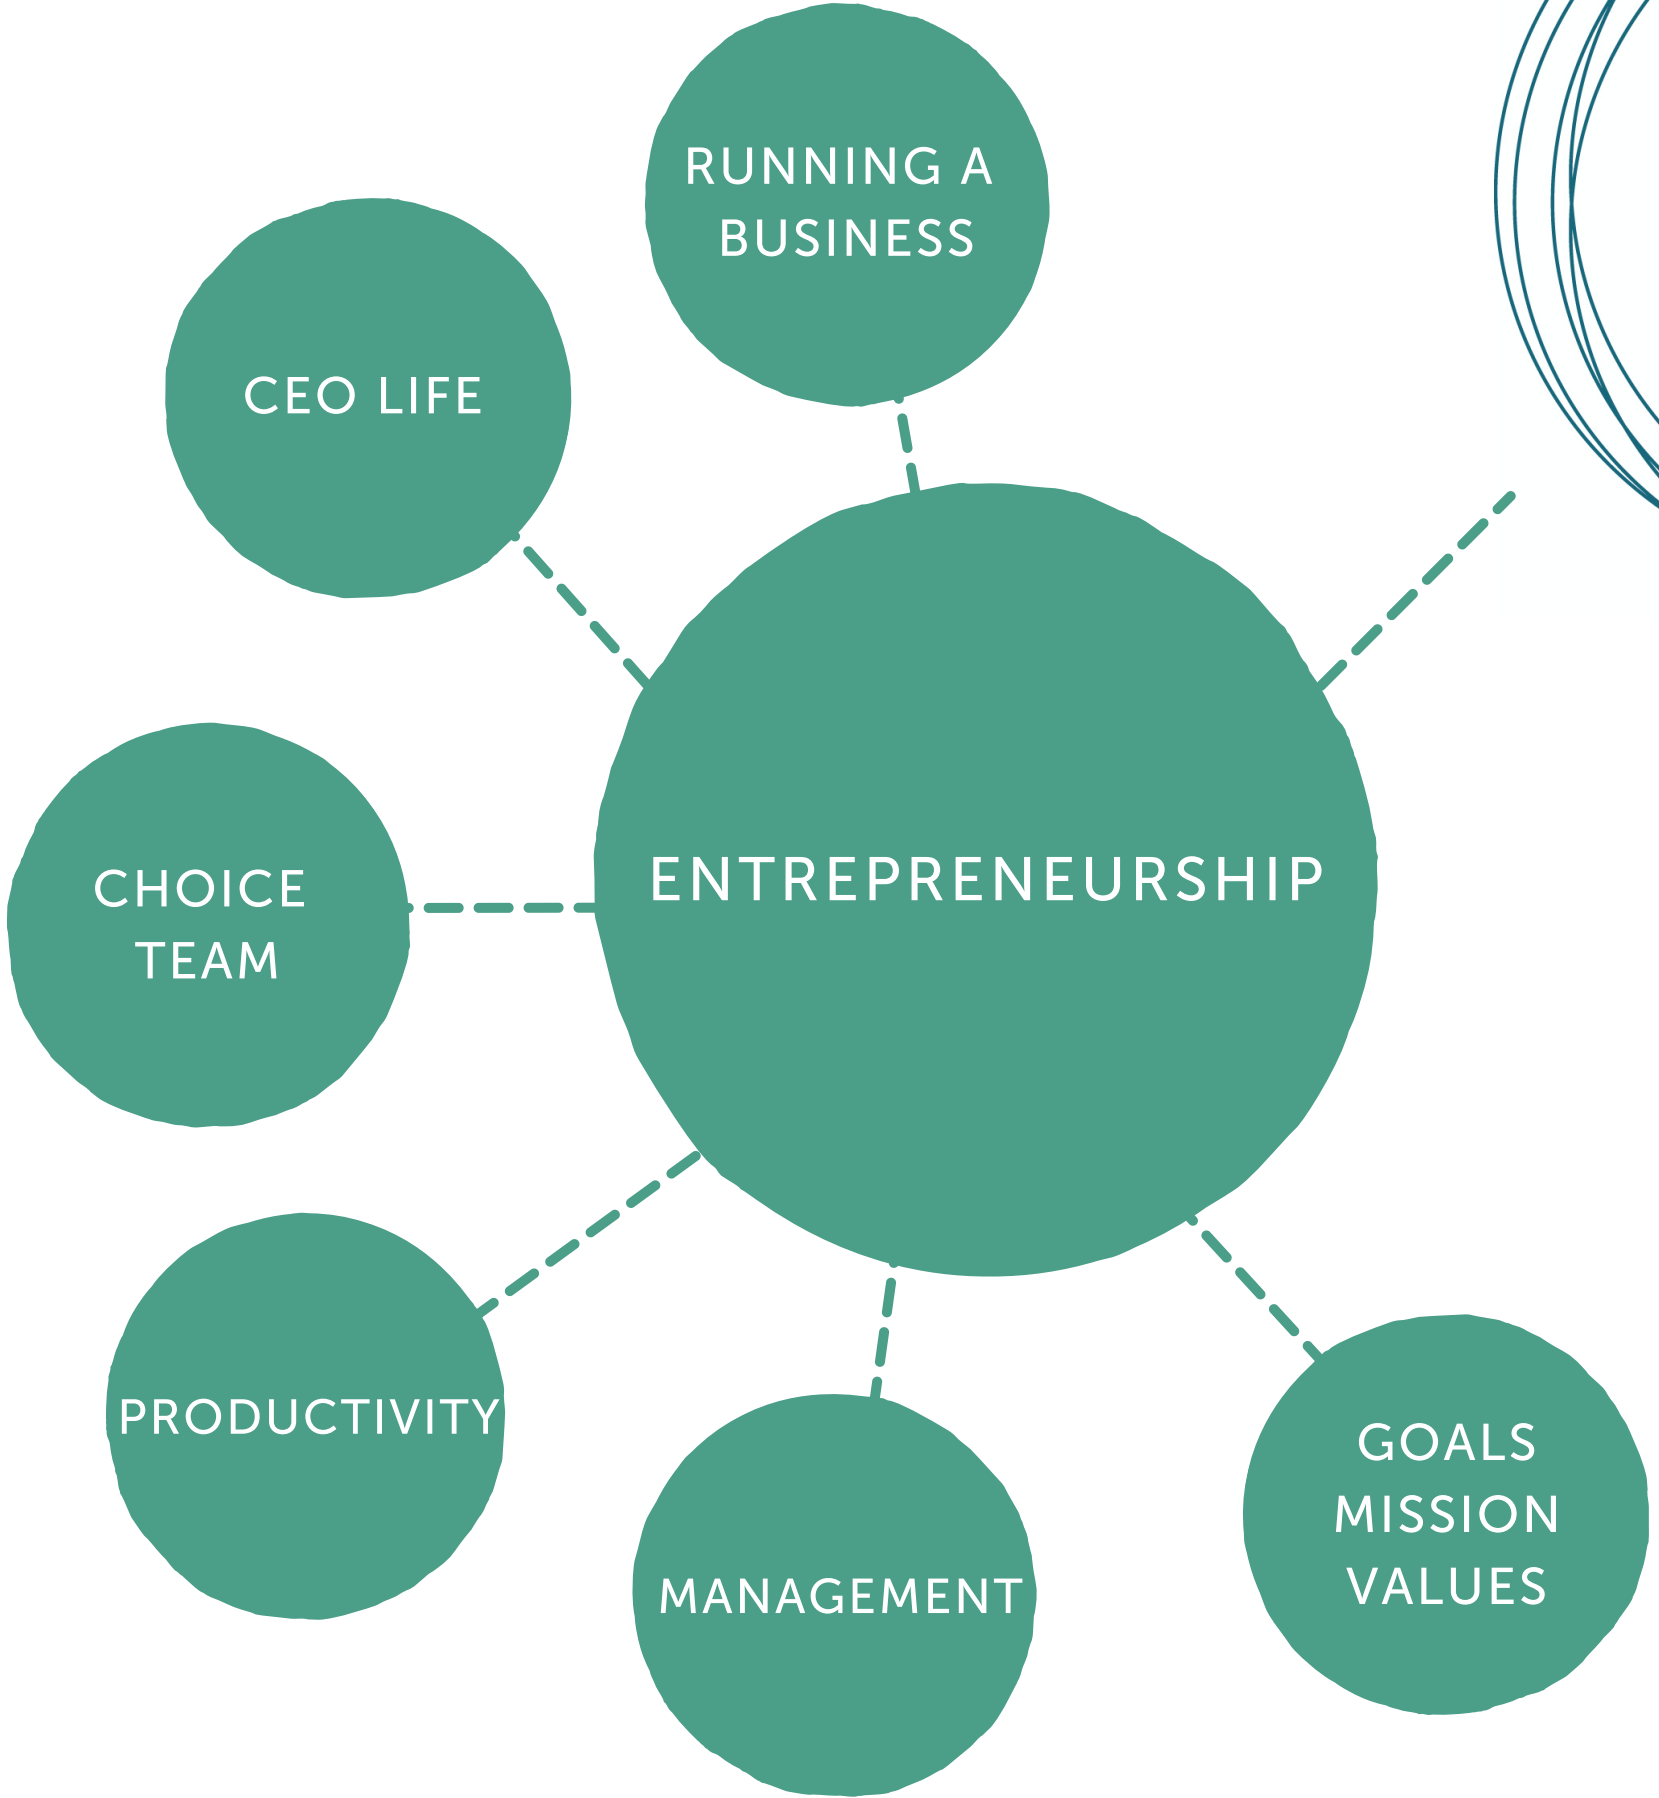 RUNNING A
BUSINESS
CEO LIFE
CHOICE
TEAM
ENTREPRENEURSHIP
PRODUCTIVITY
MANAGEMENT
GOALS
MISSION
VALUES